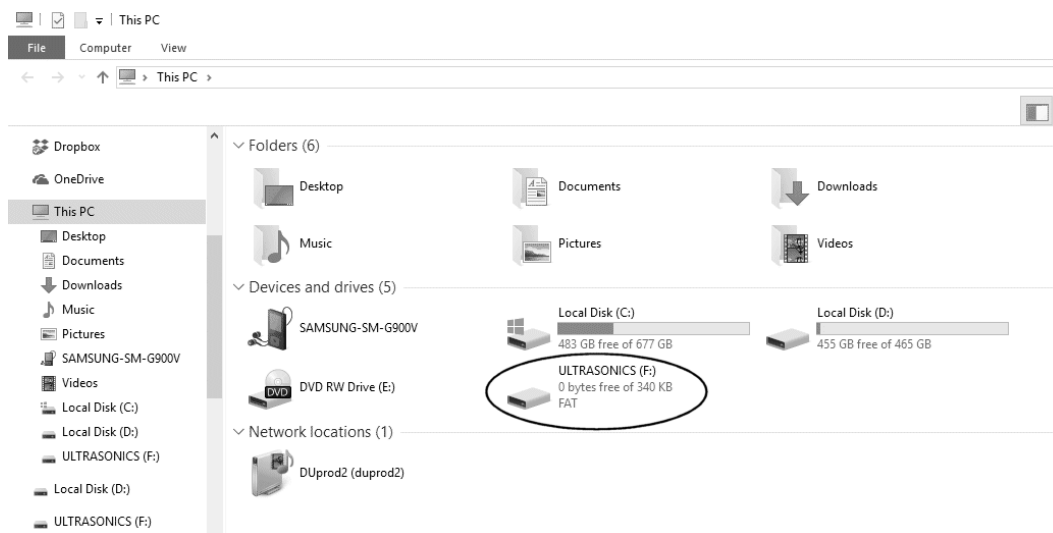 This PC
File Computer View
This PC
Dropbox
OneDrive
This PC
Desktop
Documents
Downloads
Music
Pictures
SAMSUNG-SM-G900V
Videos
Local Disk (C:)
Local Disk (D:)
ULTRASONICS (F:)
Local Disk (D:)
ULTRASONICS (F:)
Folders (6)
Desktop
Documents
Downloads
Music
Pictures
Videos
Devices and drives (5)
SAMSUNG-SM-G900V
Local Disk (C:)
483 GB free of 677 GB
Local Disk (D:)
455 GB free of 465 GB
DVD
DVD RW Drive (E:)
ULTRASONICS (F:)
0 bytes free of 340 KB
FAT
Network locations (1)
DUprod2 (duprod2)